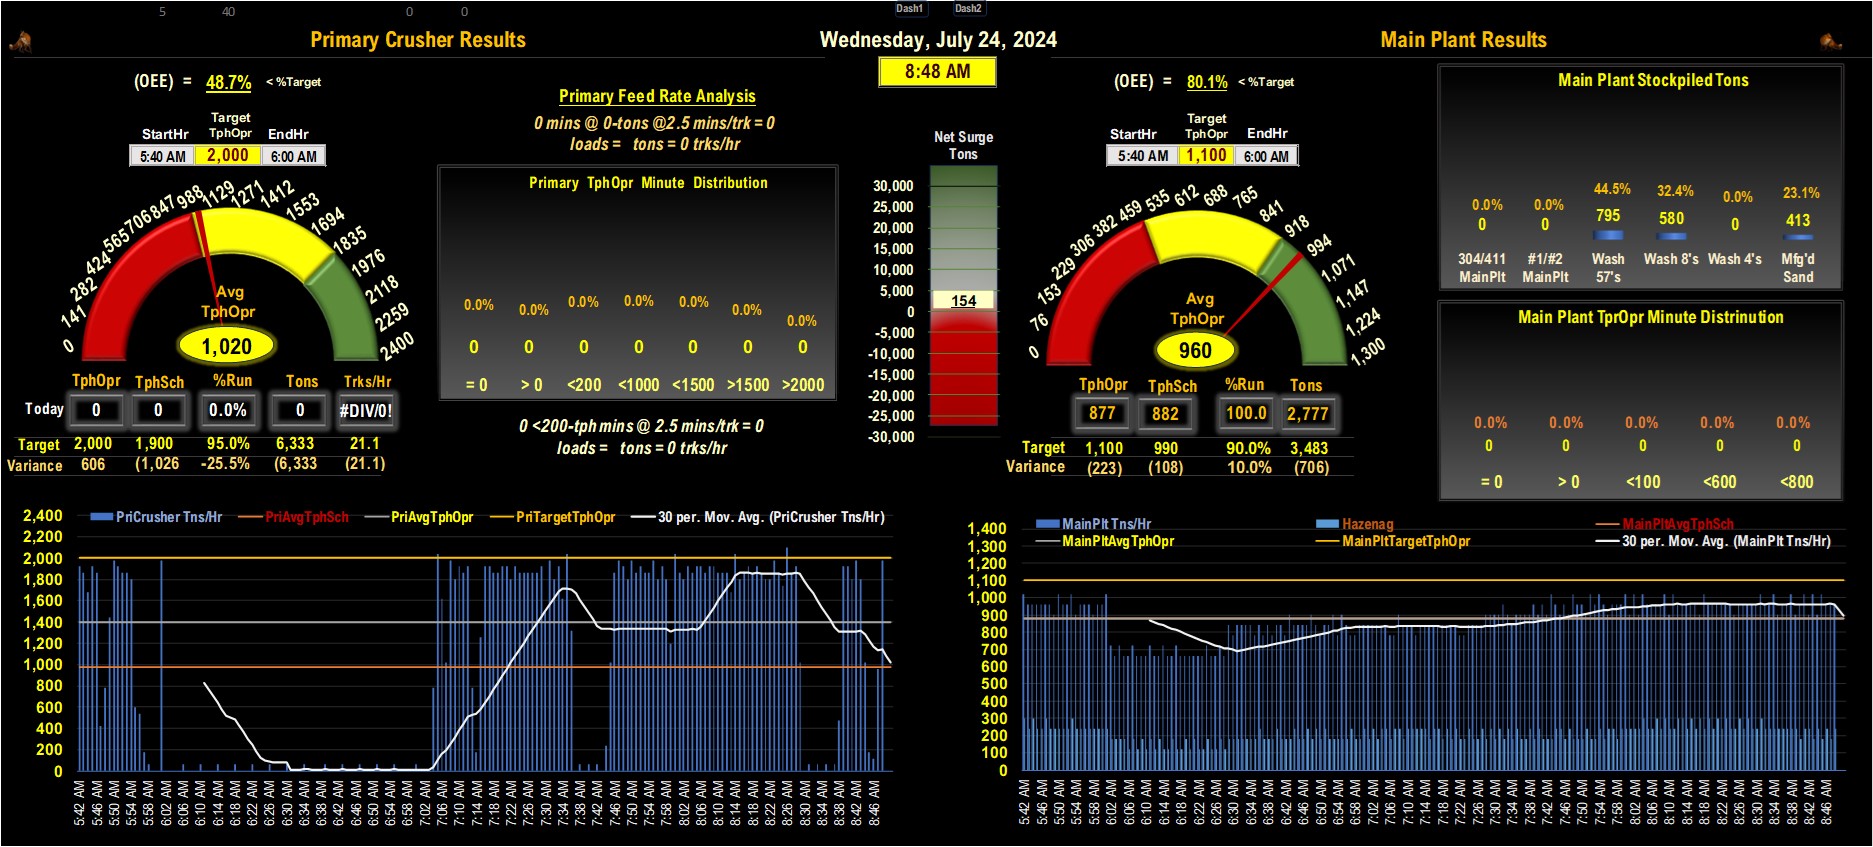 5 40 0 0 Dash1 Dash2
Primary Crusher Results
Wednesday, July 24, 2024
Main Plant Results
8:48 AM
(OEE) = 48.7% < %Target
Target
StartHr TphOpr EndHr
5:40 AM 2,000 6:00 AM
0 141 282 424 565 706 847 988 1129 1271 1412 1553 1694 1835 1976 2118 2259 2400
Avg
TphOpr
1,020
TphOpr TphSch %Run Tons Trks/Hr
Today 0 0 0.0% 0 #DIV/0!
Target 2,000 1,900 95.0% 6,333 21.1
Variance 606 (1,026 -25.5% (6,333 (21.1)
Primary Feed Rate Analysis
0 mins @ 0-tons @2.5 mins/trk = 0
loads = tons = 0 trks/hr
Primary TphOpr Minute Distribution
0.0% 0.0% 0.0% 0.0% 0.0% 0.0% 0.0%
0 0 0 0 0 0 0
= 0 > 0 <200 <1000 <1500 >1500 >2000
0 <200-tph mins @ 2.5 mins/trk = 0
loads = tons = 0 trks/hr
Net Surge
Tons
30,000
25,000
20,000
15,000
10,000
5,000
154
0
-5,000
-10,000
-15,000
-20,000
-25,000
-30,000
(OEE) = 80.1% < %Target
Target
StartHr TphOpr EndHr
5:40 AM 1,100 6:00 AM
0 76 153 229 306 382 459 535 612 688 765 841 918 994 1,071 1,147 1,224 1,300
Avg
TphOpr
960
TphOpr TphSch %Run Tons
877 882 100.0 2,777
Target 1,100 990 90.0% 3,483
Variance (223) (108) 10.0% (706)
Main Plant Stockpiled Tons
0.0% 0.0% 44.5% 32.4% 0.0% 23.1%
0 0 795 580 0 413
304/411 #1/#2 Wash Wash 8's Wash 4's Mfg'd
MainPlt MainPlt 57's Sand
Main Plant TprOpr Minute Distrinution
0.0% 0.0% 0.0% 0.0% 0.0%
0 0 0 0 0
= 0 > 0 <100 <600 <800
PriCrusher Tns/Hr PriAvgTphSch PriAvgTphOpr PriTargetTphOpr 30 per. Mov. Avg. (PriCrusher Tns/Hr)
2,400
2,200
2,000
1,800
1,600
1,400
1,200
1,000
800
600
400
200
0
5:42 AM 5:46 AM 5:50 AM 5:54 AM 5:58 AM 6:02 AM 6:06 AM 6:10 AM 6:14 AM 6:18 AM 6:22 AM 6:26 AM 6:30 AM 6:34 AM 6:38 AM 6:42 AM 6:46 AM 6:50 AM 6:54 AM 6:58 AM 7:02 AM 7:06 AM 7:10 AM 7:14 AM 7:18 AM 7:22 AM 7:26 AM 7:30 AM 7:34 AM 7:38 AM 7:42 AM 7:46 AM 7:50 AM 7:54 AM 7:58 AM 8:02 AM 8:06 AM 8:10 AM 8:14 AM 8:18 AM 8:22 AM 8:26 AM 8:30 AM 8:34 AM 8:38 AM 8:42 AM 8:46 AM
MainPlt Tns/Hr Hazenag MainPltAvgTphSch
MainPltAvgTphOpr MainPltTargetTphOpr 30 per. Mov. Avg. (MainPlt Tns/Hr)
1,400
1,300
1,200
1,100
1,000
900
800
700
600
500
400
300
200
100
0
5:42 AM 5:46 AM 5:50 AM 5:54 AM 5:58 AM 6:02 AM 6:06 AM 6:10 AM 6:14 AM 6:18 AM 6:22 AM 6:26 AM 6:30 AM 6:34 AM 6:38 AM 6:42 AM 6:46 AM 6:50 AM 6:54 AM 6:58 AM 7:02 AM 7:06 AM 7:10 AM 7:14 AM 7:18 AM 7:22 AM 7:26 AM 7:30 AM 7:34 AM 7:38 AM 7:42 AM 7:46 AM 7:50 AM 7:54 AM 7:58 AM 8:02 AM 8:06 AM 8:10 AM 8:14 AM 8:18 AM 8:22 AM 8:26 AM 8:30 AM 8:34 AM 8:38 AM 8:42 AM 8:46 AM